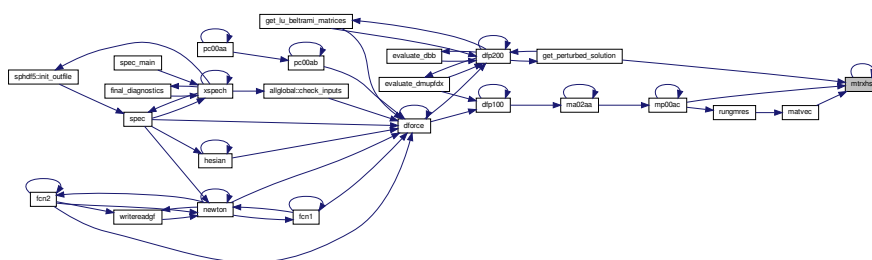 get_lu_beltrami_matrices
pc00aa
evaluate_dbb
dfp200
get_perturbed_solution
spec_main
pc00ab
sphdf5::init_outfile
evaluate_dmupfdx
mtrxhs
final_diagnostics
xspech
allglobal::check_inputs
dfp100
ma02aa
mp00ac
rungmres
matvec
spec
dforce
hesian
fcn2
writereadgf
newton
fcn1